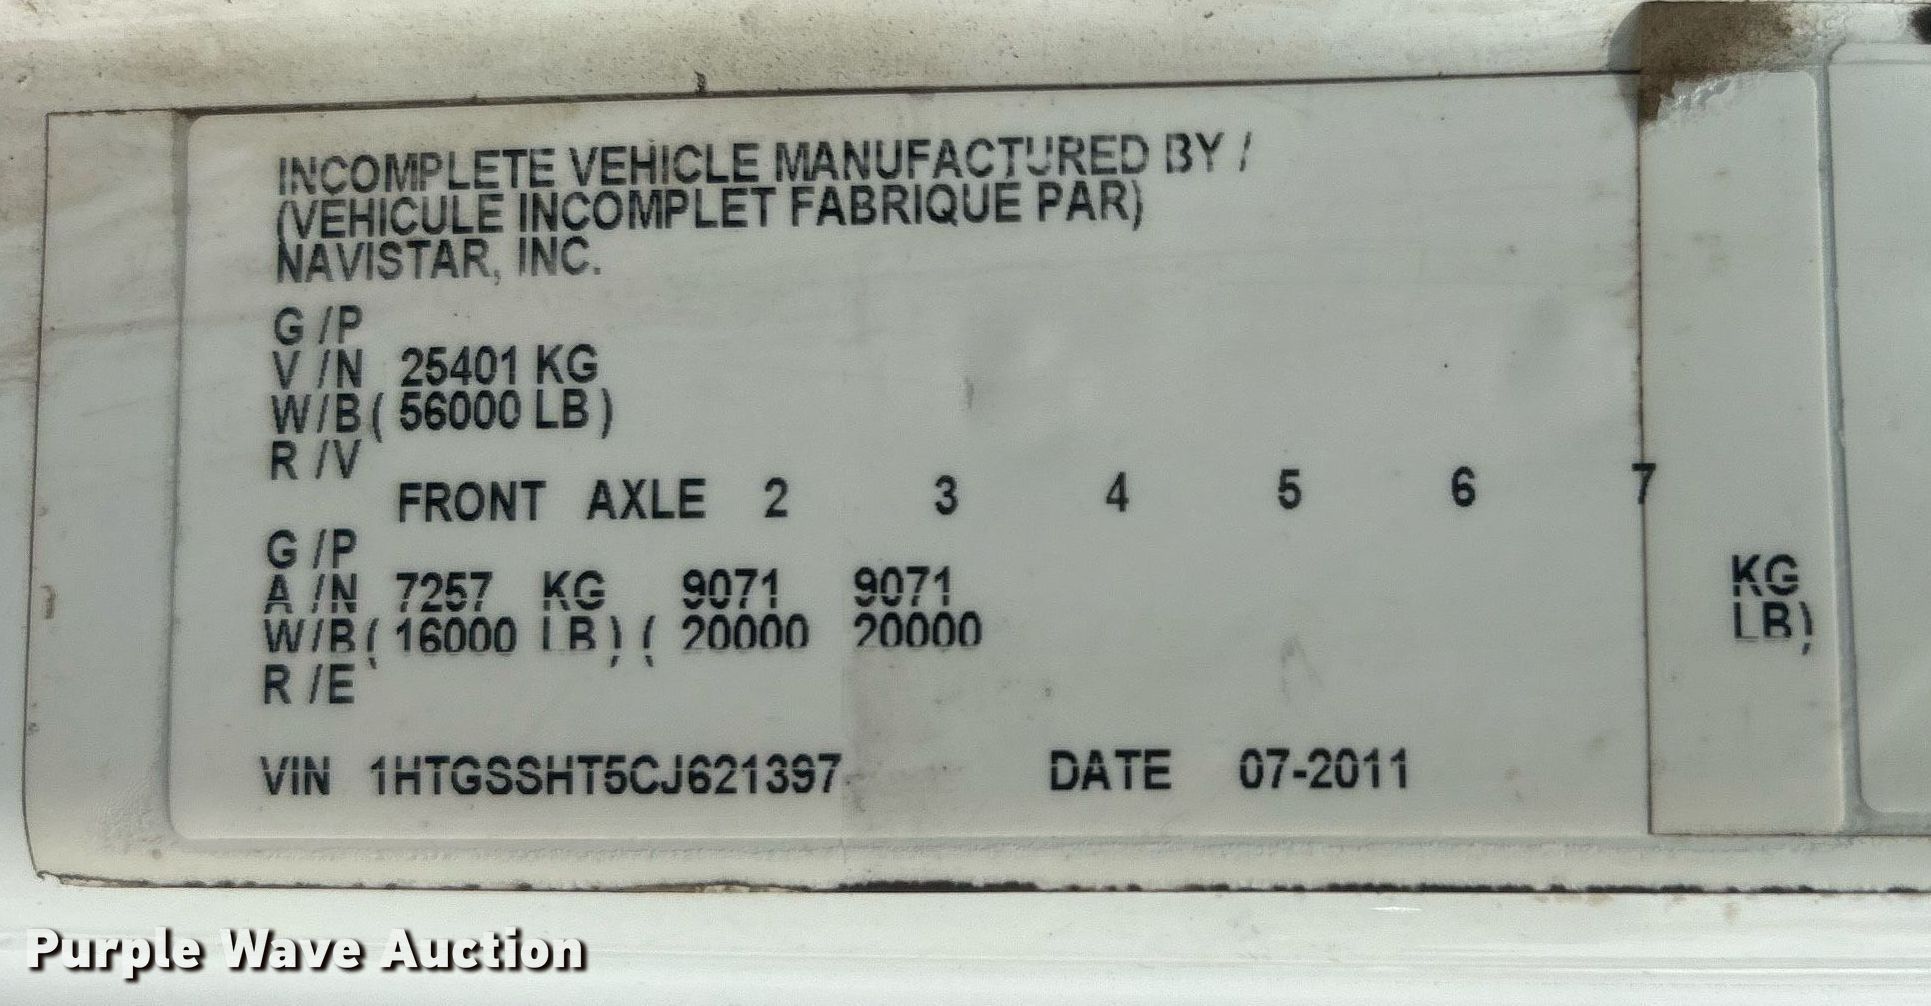 INCOMPLETE VEHICLE MANUFACTURED BY /
(VEHICULE INCOMPLET FABRIQUÉ PAR)
NAVISTAR, INC.
G /P
V /N 25401 KG
W/B ( 56000 LB )
R /V
FRONT AXLE 2 3 4 5 6 7
G /P
A /N 7257 KG 9071 9071 KG
W/B ( 16000 LB ) ( 20000 20000 LB)
R /E
VIN 1HTGSSHT5CJ621397 DATE 07-2011
Purple Wave Auction